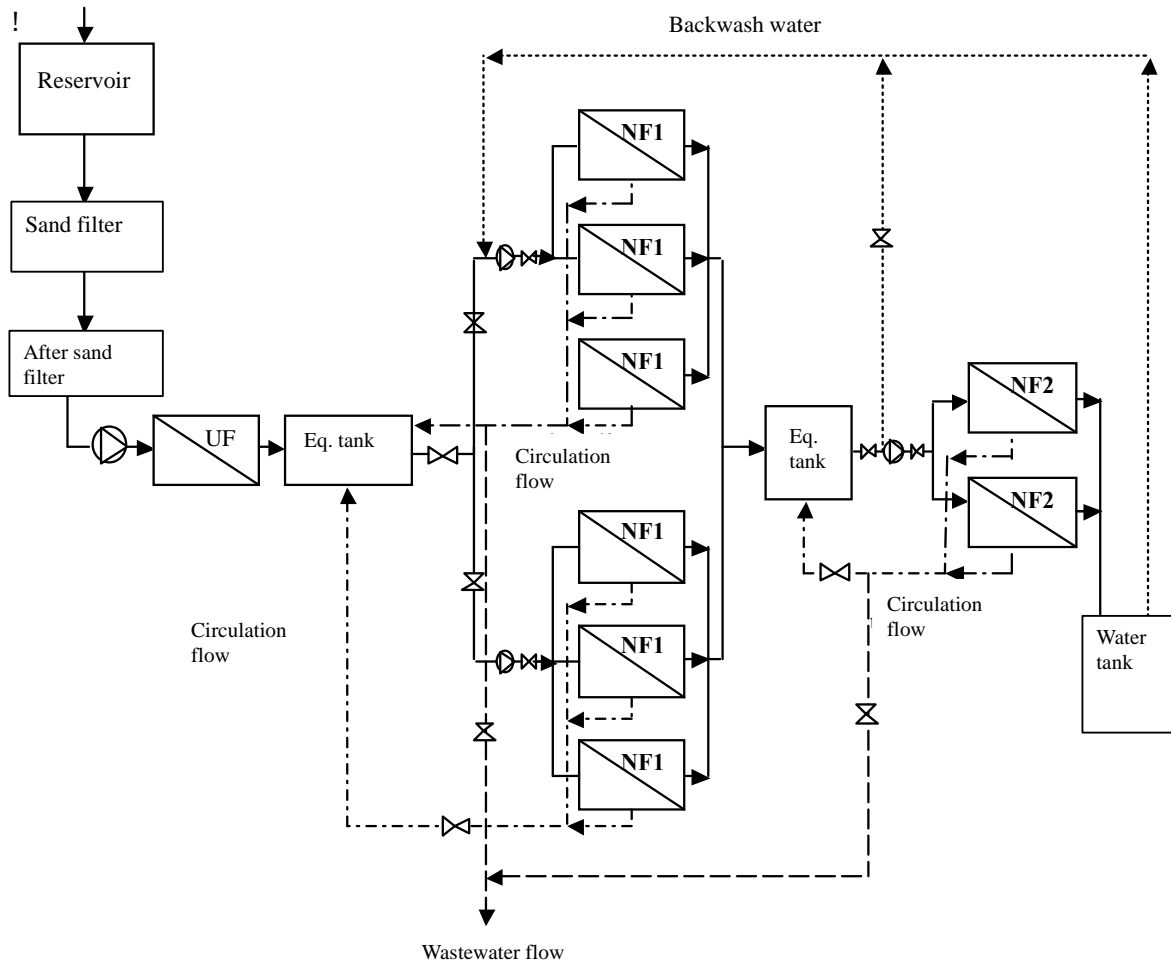 !
Backwash water
Reservoir
NF1
Sand filter
NF1
After sand
filter
NF1
NF2
UF
Eq. tank
Eq.
tank
Circulation
flow
NF2
NF1
Circulation
flow
Circulation
flow
NF1
Water
tank
NF1
Wastewater flow